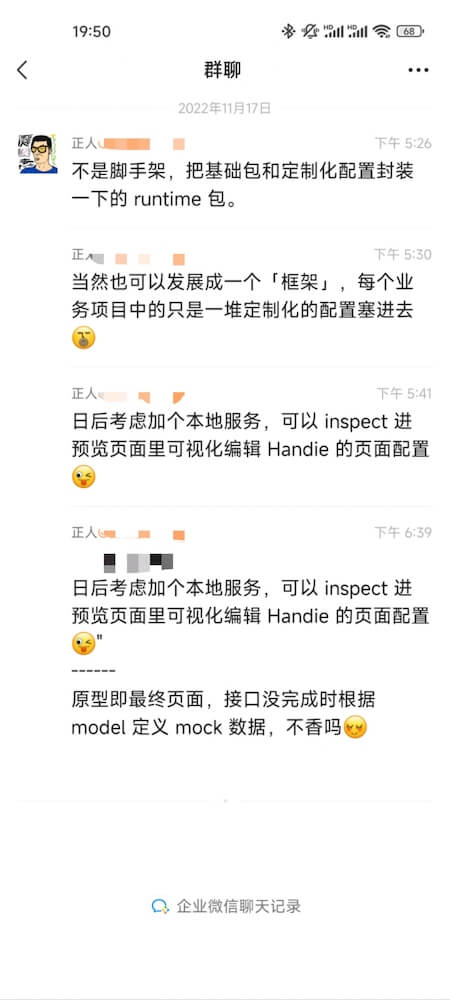 19:50
HD
HD
68
群聊
2022年11月17日
正人
下午 5:26
不是脚手架，把基础包和定制化配置封装
一下的 runtime 包。
正人
下午 5:30
当然也可以发展成一个「框架」，每个业
务项目中的只是一堆定制化的配置塞进去
正人
下午 5:41
日后考虑加个本地服务，可以 inspect 进
预览页面里可视化编辑 Handie 的页面配置
正人
下午 6:39
日后考虑加个本地服务，可以 inspect 进
预览页面里可视化编辑 Handie 的页面配置
"
------
原型即最终页面，接口没完成时根据
model 定义 mock 数据，不香吗
企业微信聊天记录